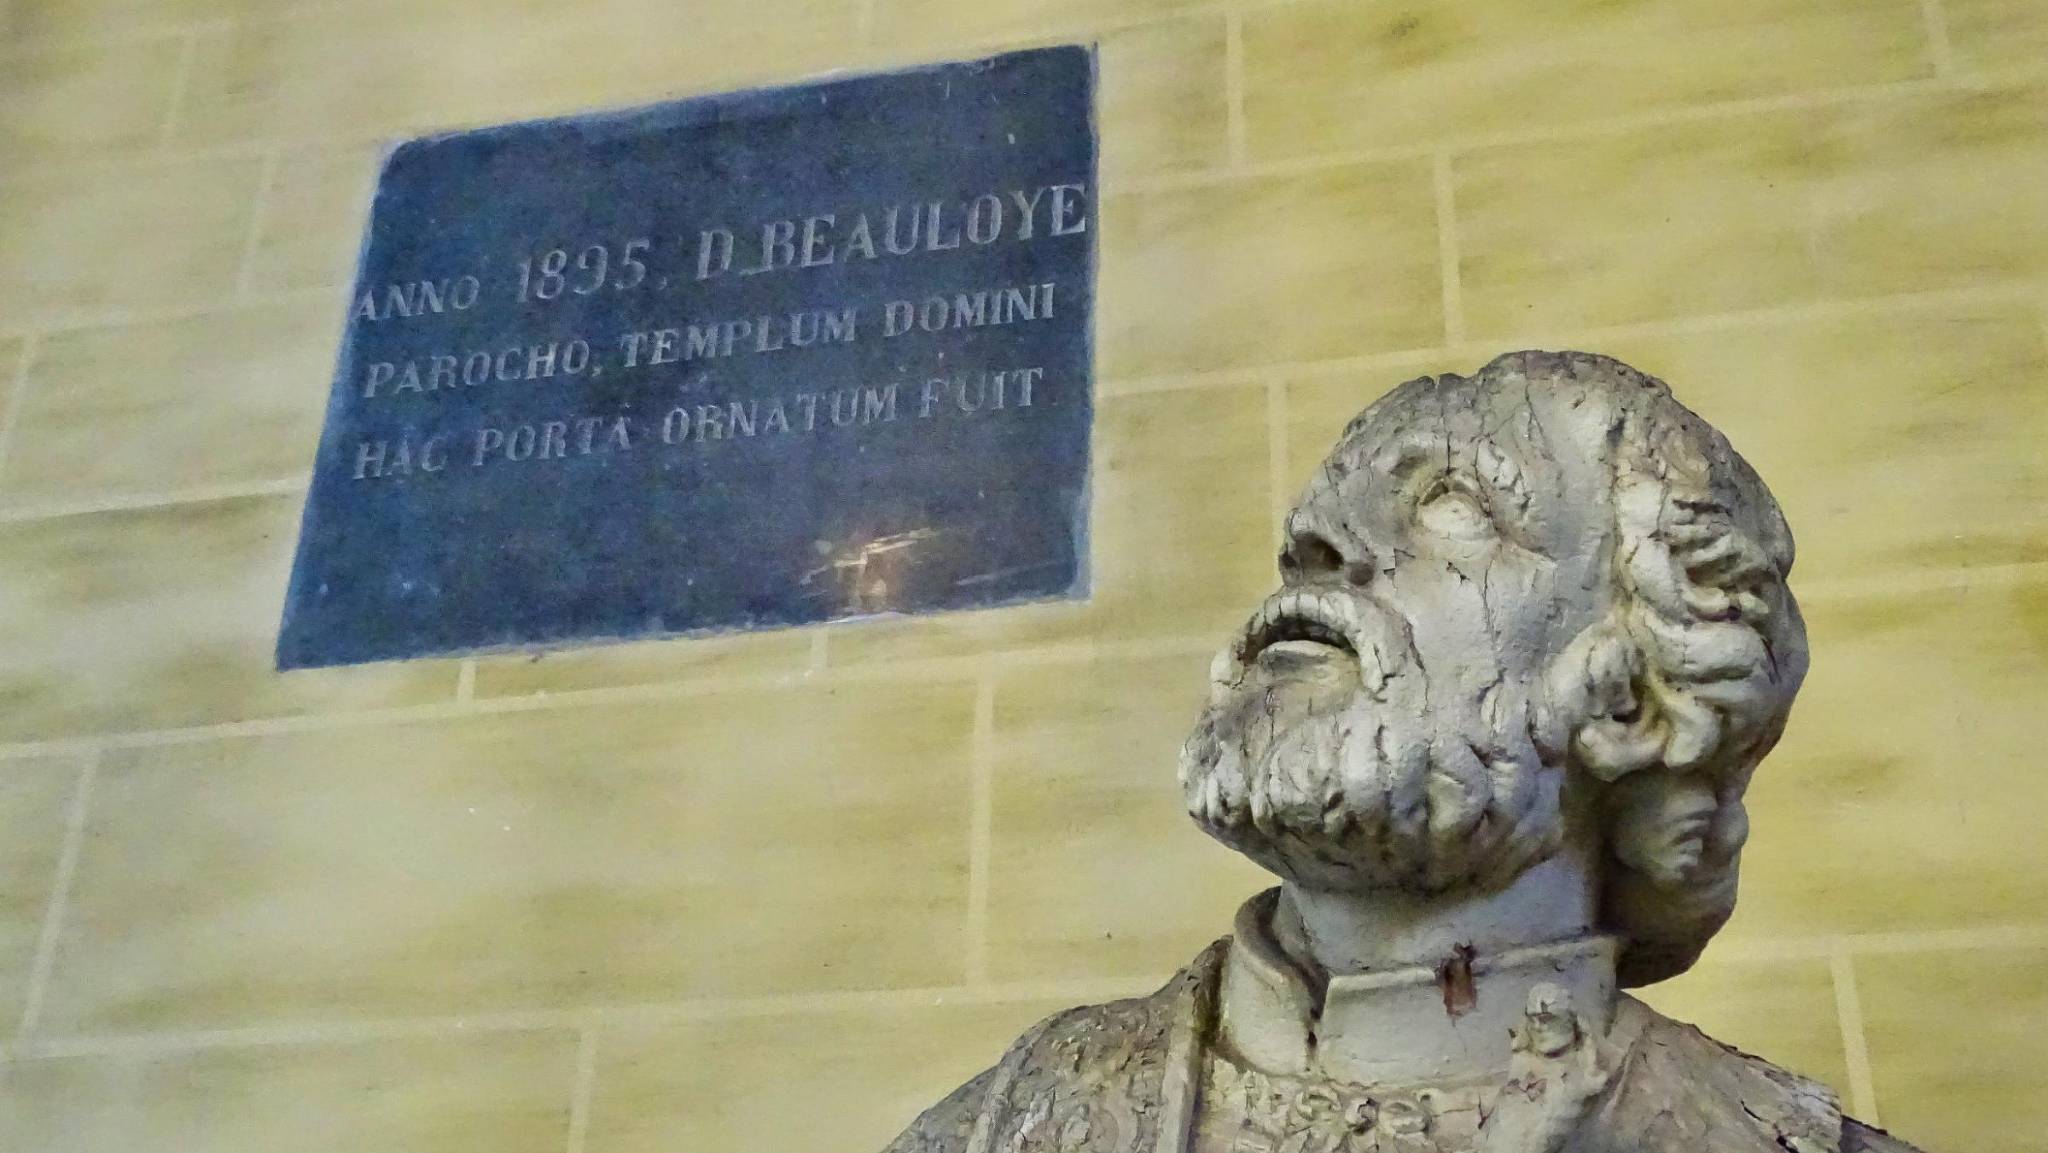 ANNO 1895, D. BEAULOYE
PAROCHO, TEMPLUM DOMINI
HAC PORTA ORNATUM FUIT.